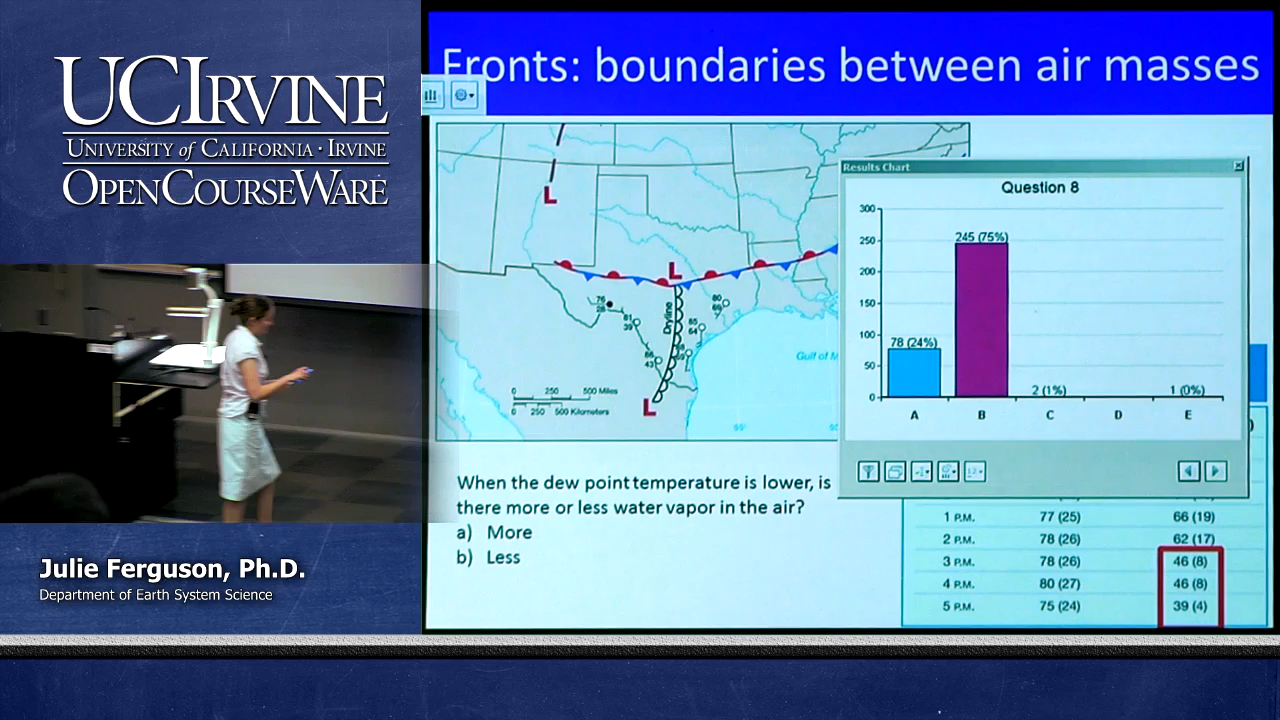 UCIRVINE
UNIVERSITY of CALIFORNIA · IRVINE
OPENCOURSEWARE
Julie Ferguson, Ph.D.
Department of Earth System Science
Fronts: boundaries between air masses
L
L
Dryline
L
Gulf of M
0 250 500 Miles
0 250 500 Kilometers
Results Chart
Question 8
300
250
200
150
100
50
0
78 (24%)
245 (75%)
2 (1%)
1 (0%)
A B C D E
When the dew point temperature is lower, is
there more or less water vapor in the air?
a) More
b) Less
1 P.M. 77 (25) 66 (19)
2 P.M. 78 (26) 62 (17)
3 P.M. 78 (26) 46 (8)
4 P.M. 80 (27) 46 (8)
5 P.M. 75 (24) 39 (4)